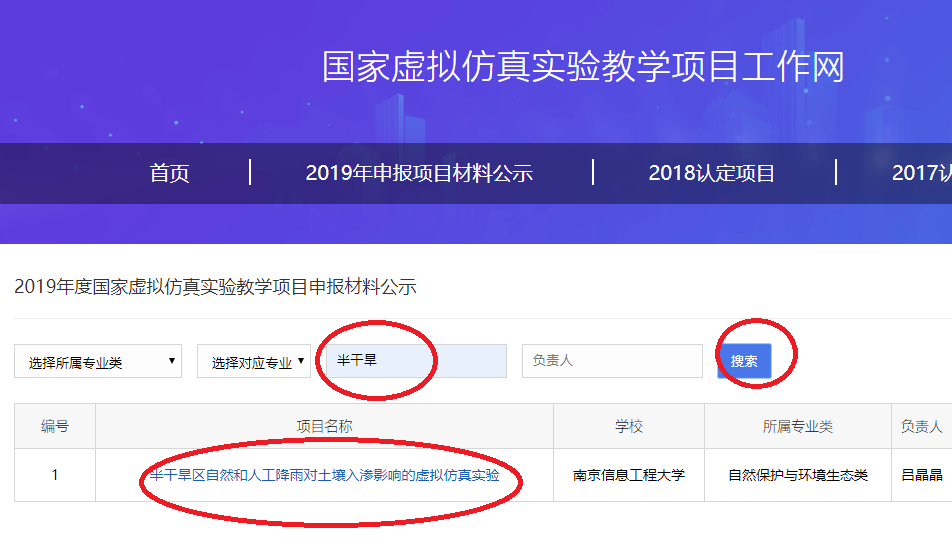 国家虚拟仿真实验教学项目工作网
首页 2019年申报项目材料公示 2018认定项目 2017认
2019年度国家虚拟仿真实验教学项目申报材料公示
选择所属专业类 选择对应专业 半干旱 负责人 搜索
编号 项目名称 学校 所属专业类 负责人
1 半干旱区自然和人工降雨对土壤入渗影响的虚拟仿真实验 南京信息工程大学 自然保护与环境生态类 吕晶晶